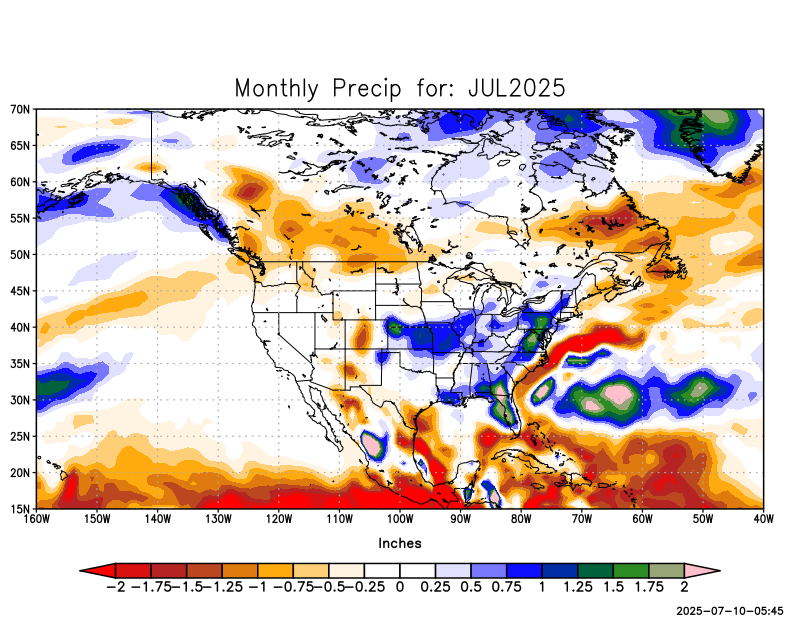 Monthly Precip for: JUL2025
70N
65N
60N
55N
50N
45N
40N
35N
30N
25N
20N
15N
160W 150W 140W 130W 120W 110W 100W 90W 80W 70W 60W 50W 40W
Inches
−2 −1.75 −1.5 −1.25 −1 −0.75 −0.5 −0.25 0 0.25 0.5 0.75 1 1.25 1.5 1.75 2
2025-07-10-05:45